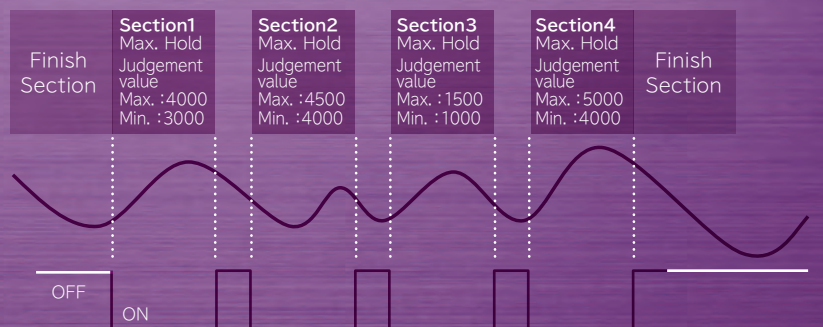 Finish
Section
Section1
Max. Hold
Judgement
value
Max. :4000
Min. :3000
Section2
Max. Hold
Judgement
value
Max. :4500
Min. :4000
Section3
Max. Hold
Judgement
value
Max. :1500
Min. :1000
Section4
Max. Hold
Judgement
value
Max. :5000
Min. :4000
Finish
Section
OFF
ON